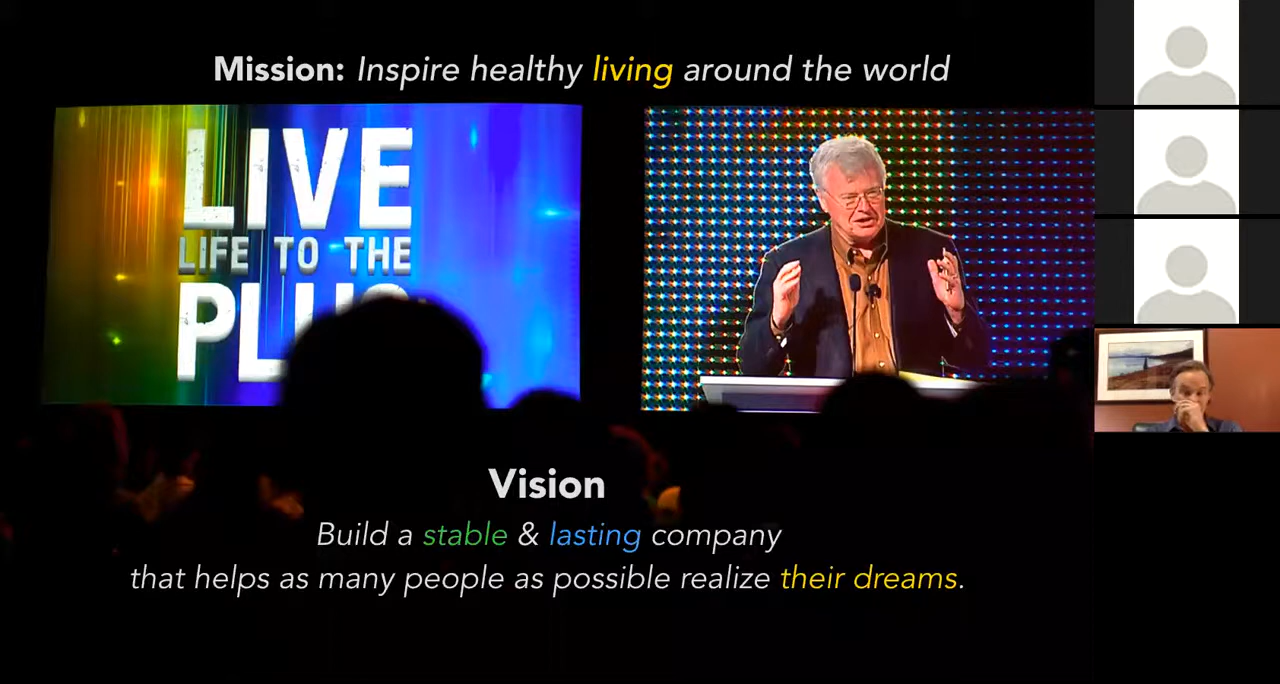 Mission: Inspire healthy living around the world
LIVE
LIFE TO THE
Vision
Build a stable & lasting company
that helps as many people as possible realize their dreams.